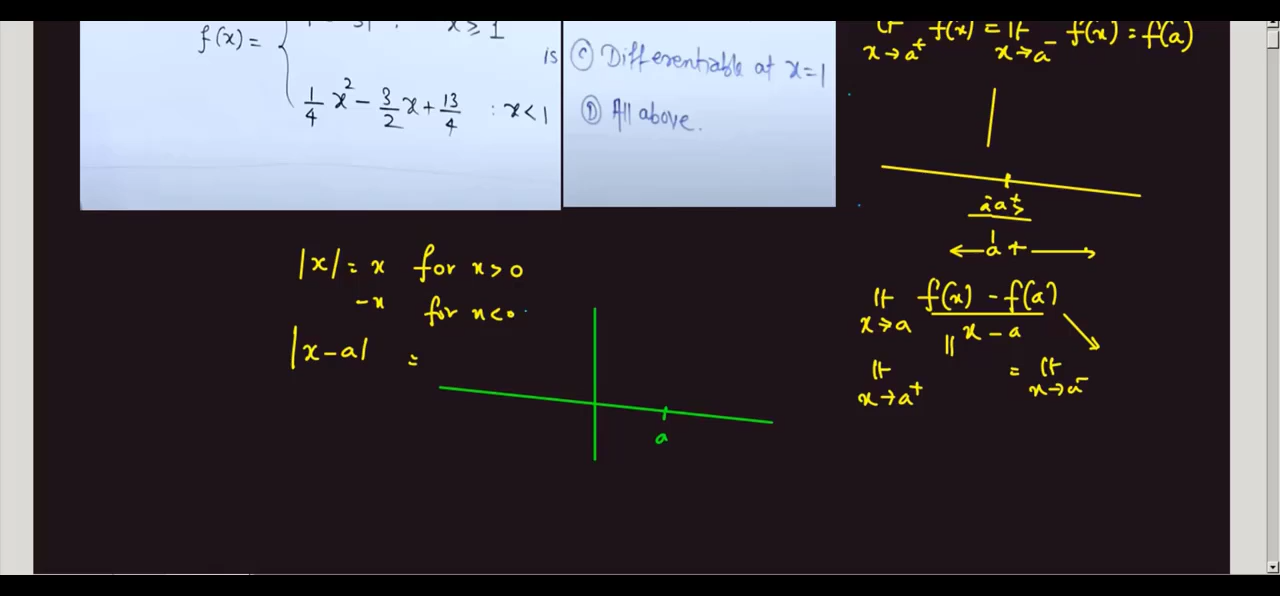 x ≥ 1
f(x) =
1/4 x² - 3/2 x + 13/4 : x < 1
is (C) Differentiable at x=1
(D) All above.
lt x→a⁺ f(x) = lt x→a⁻ f(x) = f(a)
a⁻ a a⁺
|x| = x for x > 0
-x for x < 0
|x-a| =
a
lt x→a f(x) - f(a) / x - a
lt x→a⁺ = lt x→a⁻